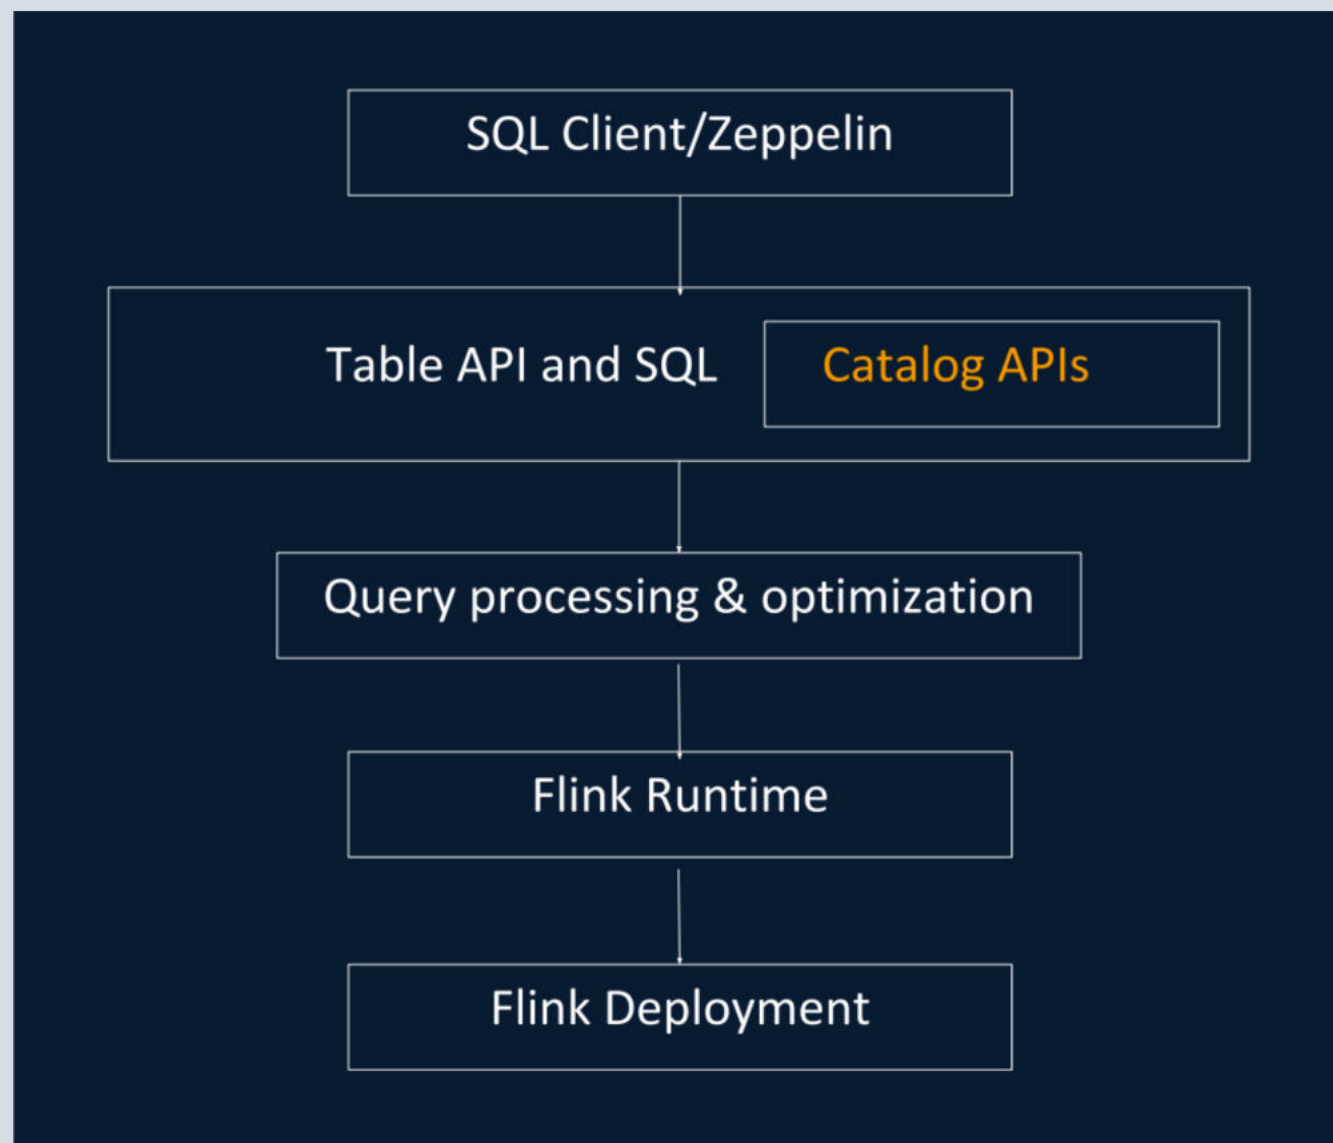 SQL Client/Zeppelin
Table API and SQL
Catalog APIs
Query processing & optimization
Flink Runtime
Flink Deployment